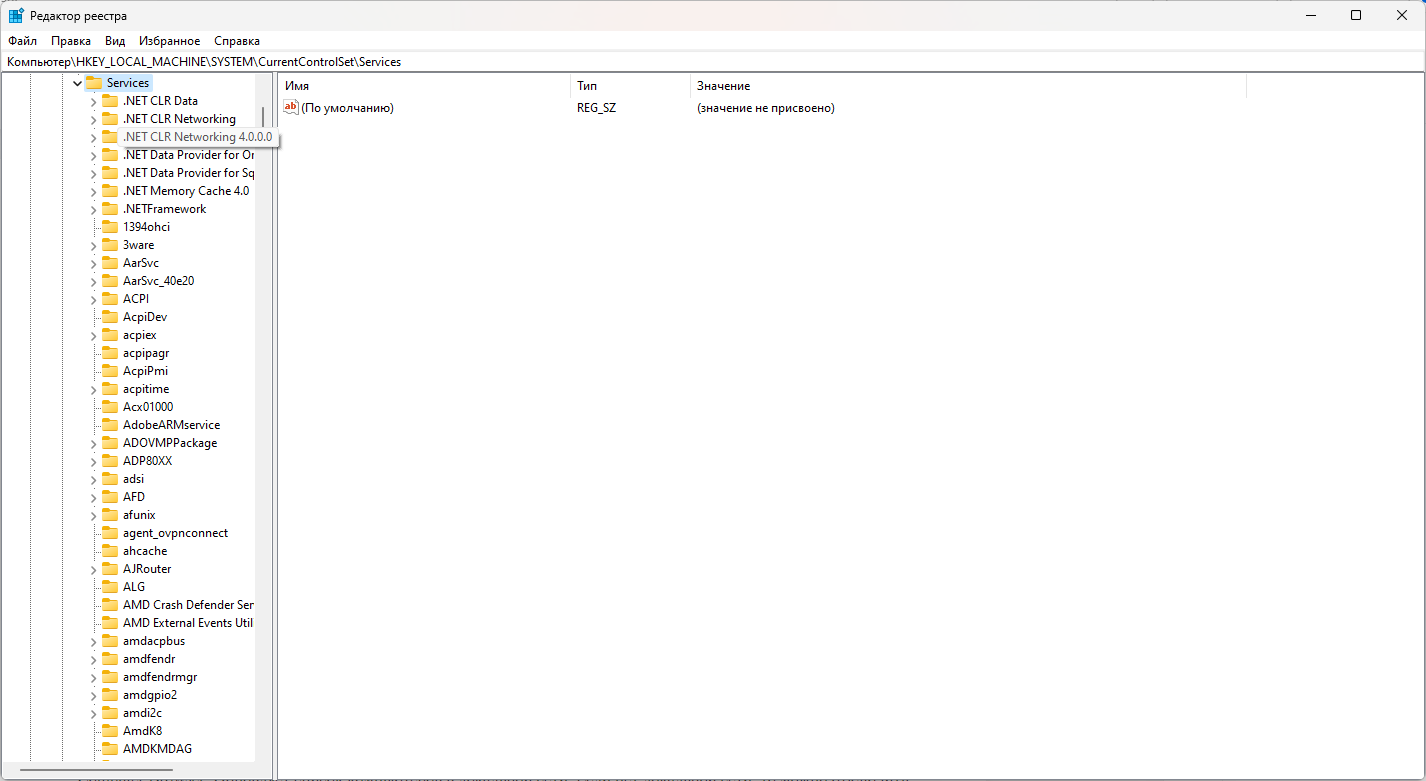 Редактор реестра
Файл Правка Вид Избранное Справка
Компьютер\HKEY_LOCAL_MACHINE\SYSTEM\CurrentControlSet\Services
Services
.NET CLR Data
.NET CLR Networking
.NET CLR Networking 4.0.0.0
.NET Data Provider for Or
.NET Data Provider for Sq
.NET Memory Cache 4.0
.NETFramework
1394ohci
3ware
AarSvc
AarSvc_40e20
ACPI
AcpiDev
acpiex
acpipagr
AcpiPmi
acpitime
Acx01000
AdobeARMservice
ADOVMPPackage
ADP80XX
adsi
AFD
afunix
agent_ovpnconnect
ahcache
AJRouter
ALG
AMD Crash Defender Ser
AMD External Events Util
amdacpbus
amdfendr
amdfendrmgr
amdgpio2
amdi2c
AmdK8
AMDKMDAG
Имя Тип Значение
ab (По умолчанию) REG_SZ (значение не присвоено)